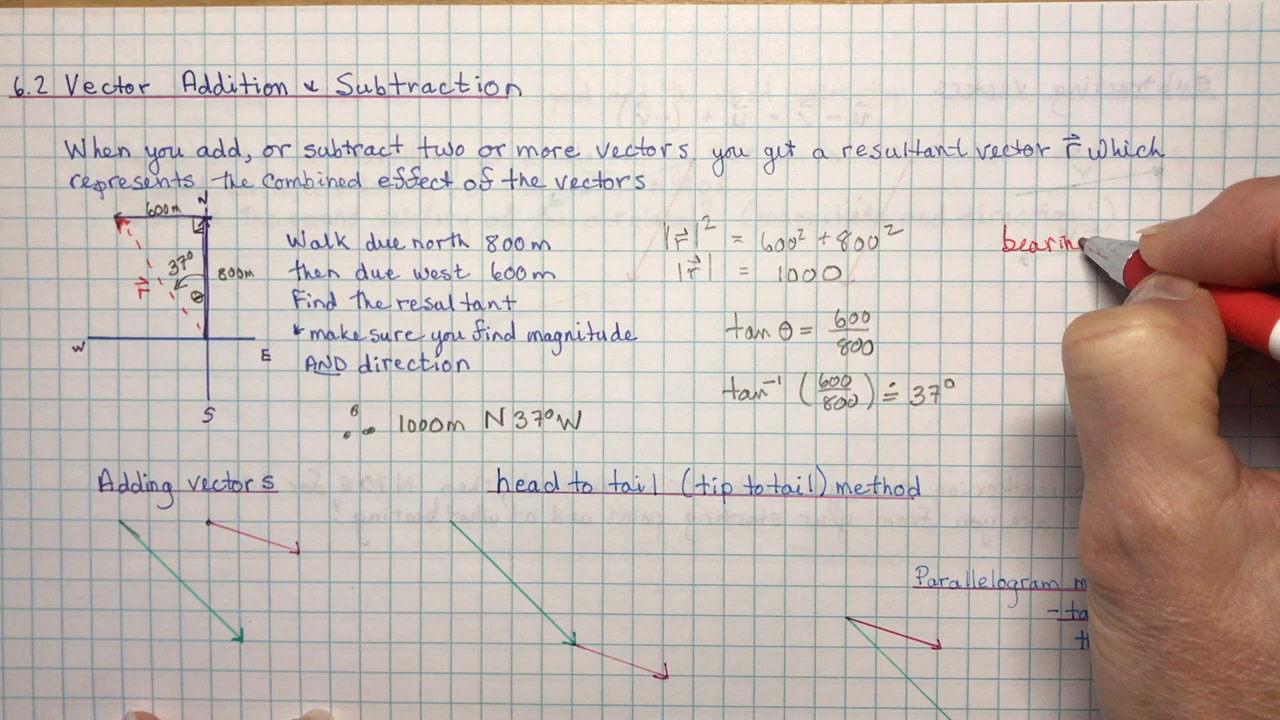 6.2 Vector Addition & Subtraction
When you add, or subtract two or more vectors you get a resultant vector r⃗ which
represents the combined effect of the vectors
N
600m
37°
800m
r⃗
θ
W
E
S
Walk due north 800m
then due west 600m
Find the resultant
* make sure you find magnitude
AND direction
∴ 1000m N37°W
|r⃗|² = 600² + 800²
|r⃗| = 1000
tan θ = 600/800
tan⁻¹ (600/800) ≐ 37°
bearin
Adding vectors
head to tail (tip to tail) method
Parallelogram m
- ta
t